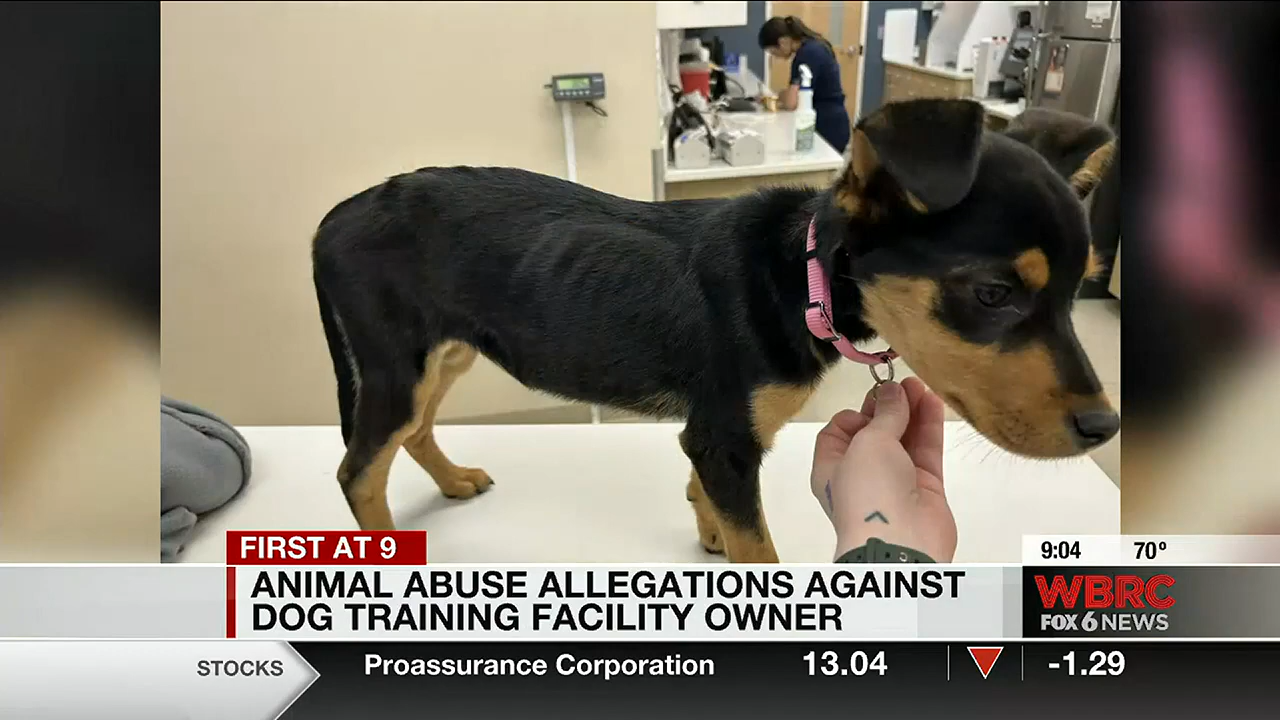 FIRST AT 9
ANIMAL ABUSE ALLEGATIONS AGAINST
DOG TRAINING FACILITY OWNER
9:04 70º
WBRC
FOX 6 NEWS
STOCKS Proassurance Corporation 13.04 -1.29